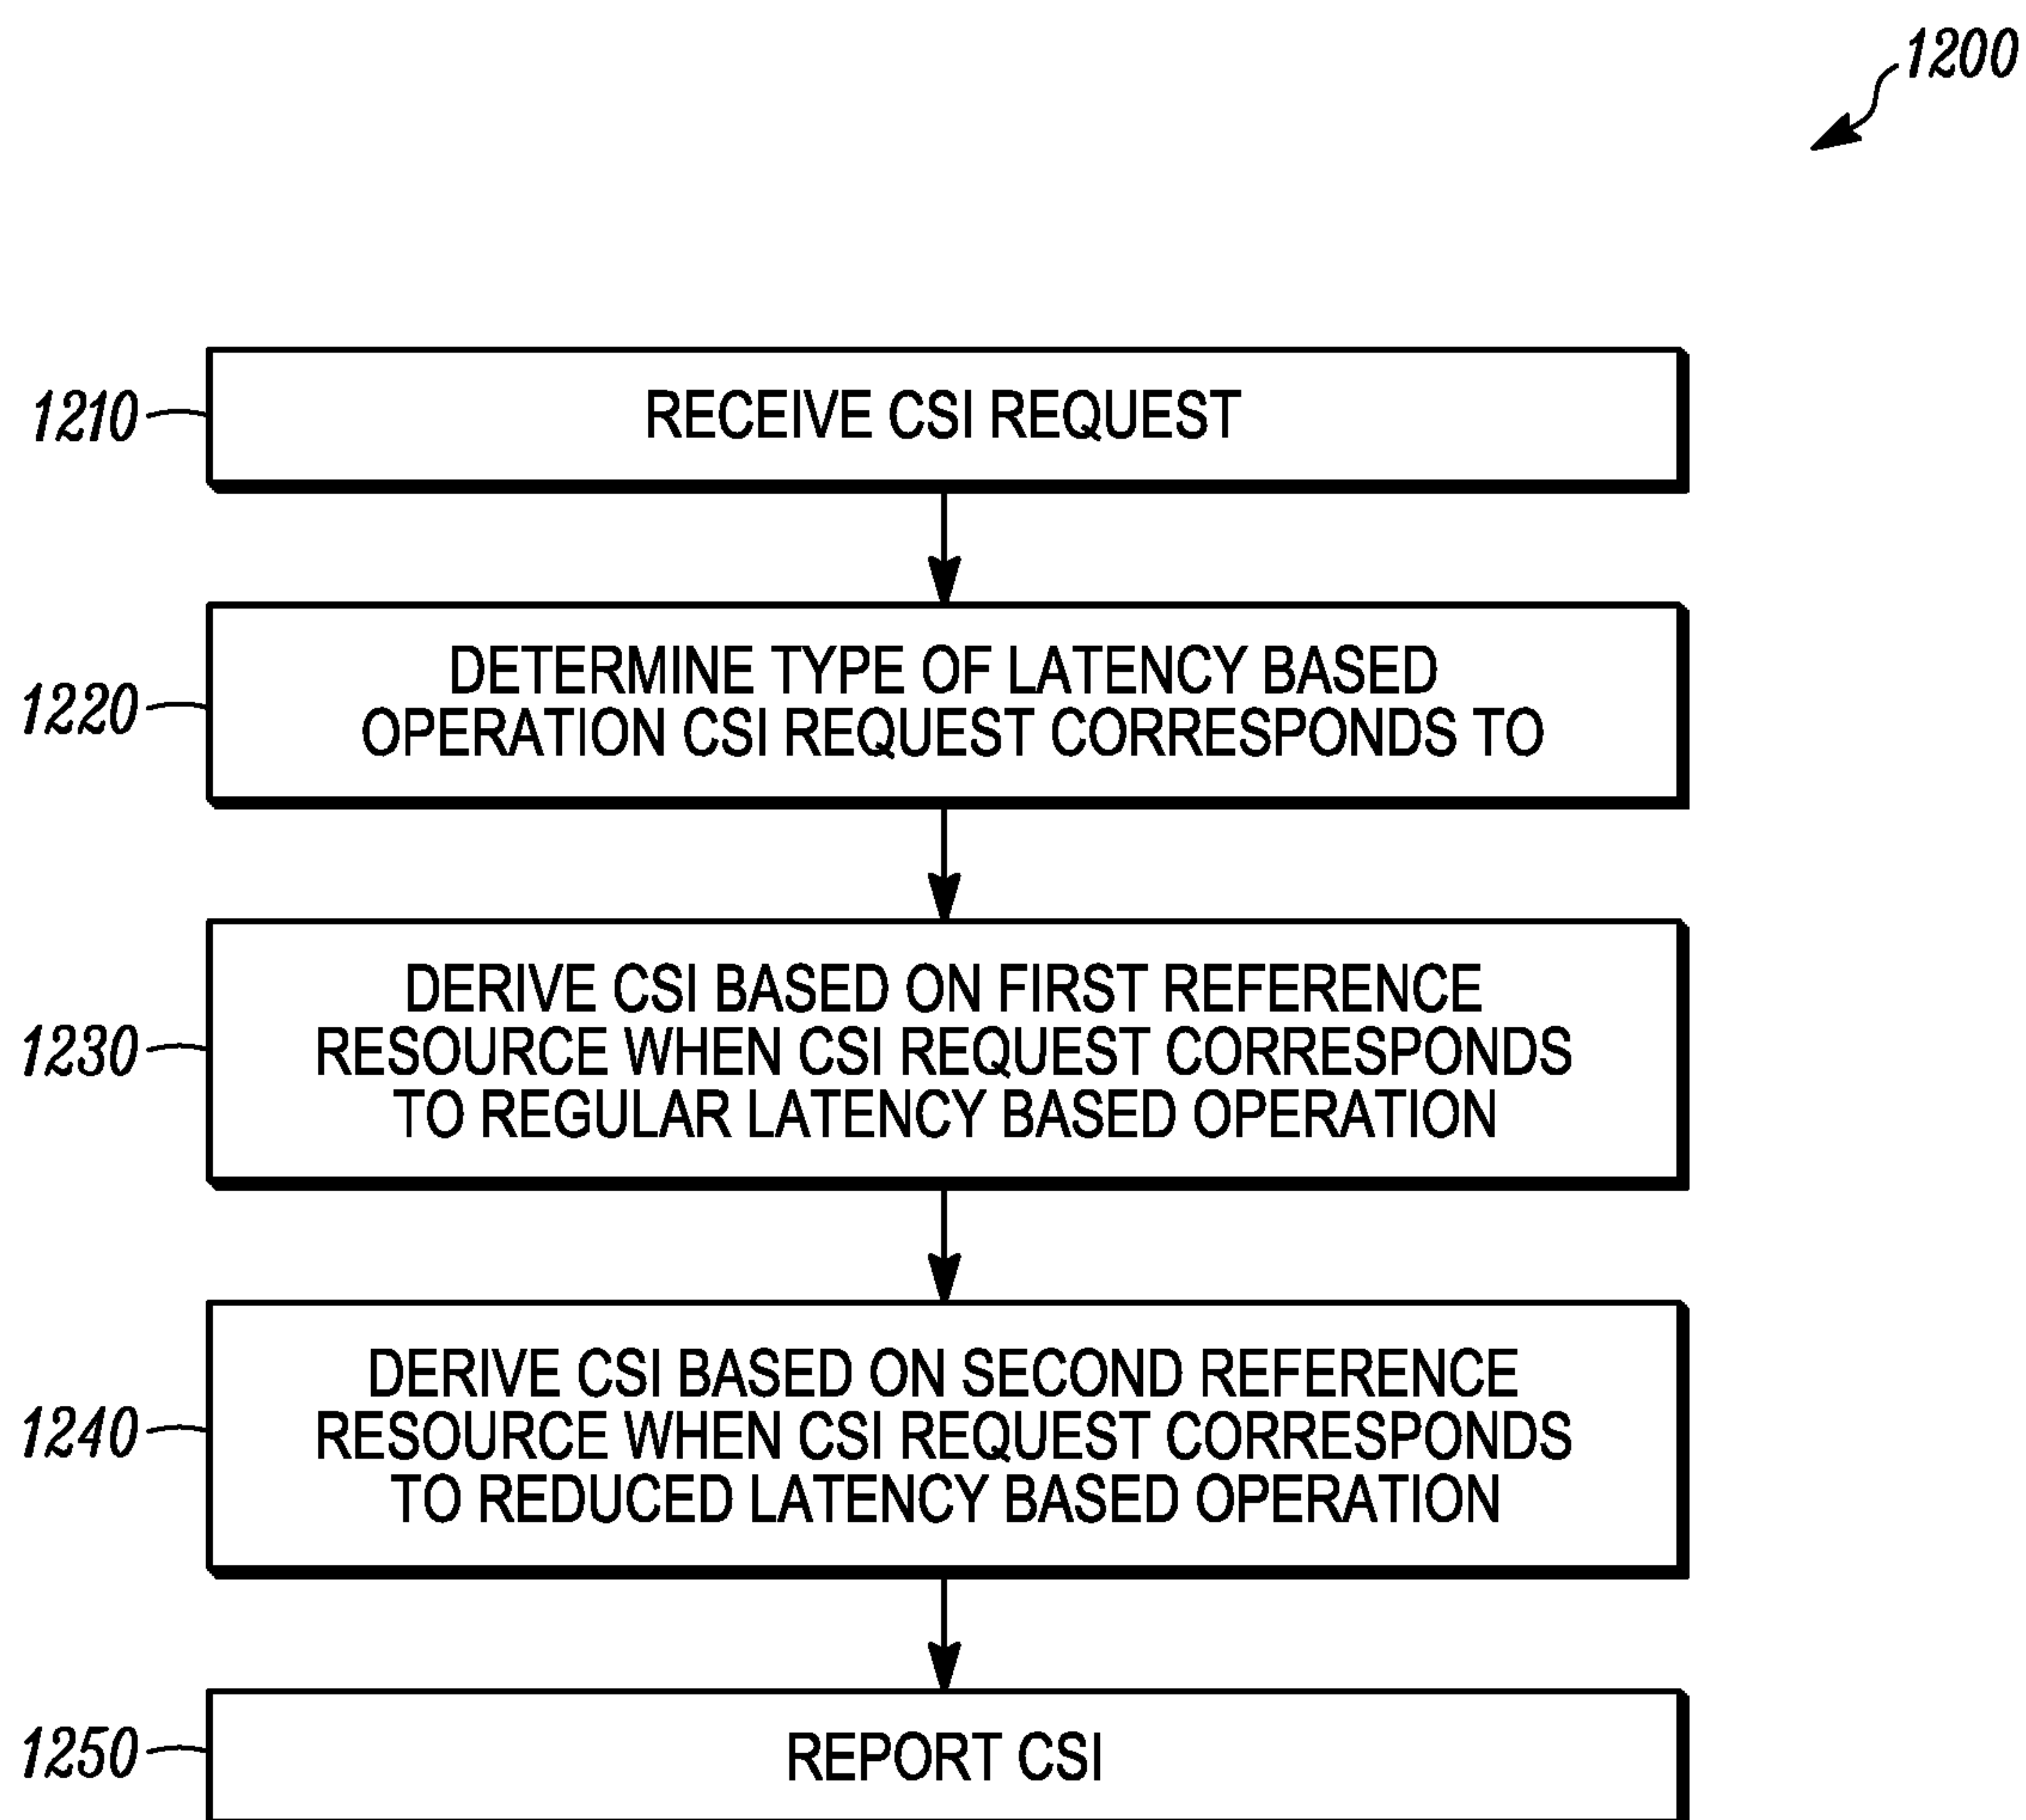 1200
1210
RECEIVE CSI REQUEST
1220
DETERMINE TYPE OF LATENCY BASED
OPERATION CSI REQUEST CORRESPONDS TO
1230
DERIVE CSI BASED ON FIRST REFERENCE
RESOURCE WHEN CSI REQUEST CORRESPONDS
TO REGULAR LATENCY BASED OPERATION
1240
DERIVE CSI BASED ON SECOND REFERENCE
RESOURCE WHEN CSI REQUEST CORRESPONDS
TO REDUCED LATENCY BASED OPERATION
1250
REPORT CSI